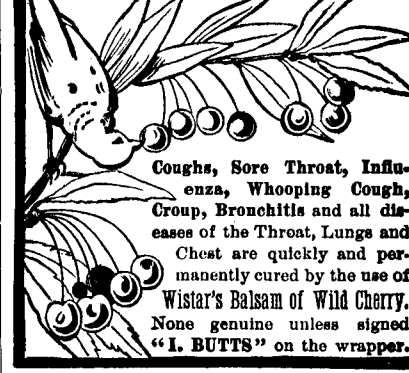 Coughs, Sore Throat, Influ-
enza, Whooping Cough,
Croup, Bronchitis and all dis-
eases of the Throat, Lungs and
Chest are quickly and per-
manently cured by the use of
Wistar's Balsam of Wild Cherry.
None genuine unless signed
"I. BUTTS" on the wrapper.